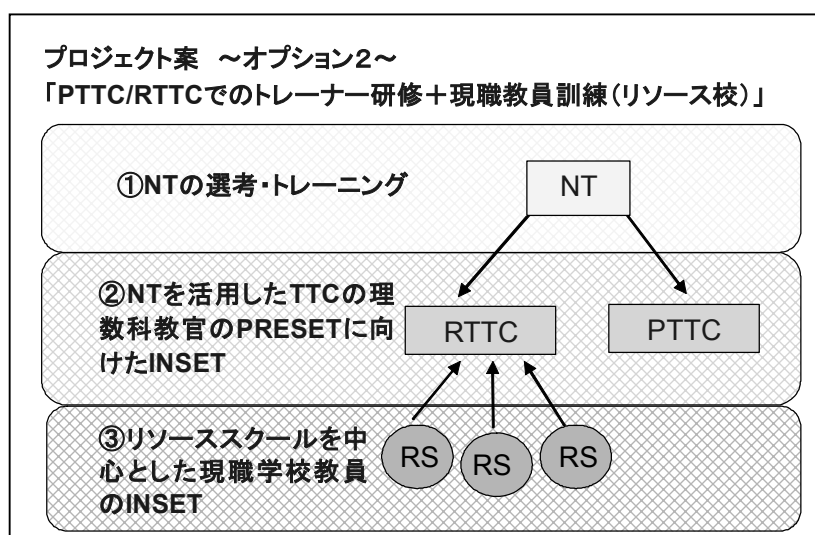 プロジェクト案　～オプション２～
「PTTC/RTTCでのトレーナー研修＋現職教員訓練（リソース校）」
①NTの選考・トレーニング
NT
②NTを活用したTTCの理
数科教官のPRESETに向
けたINSET
RTTC
PTTC
③リソーススクールを中
心とした現職学校教員
のINSET
RS
RS
RS